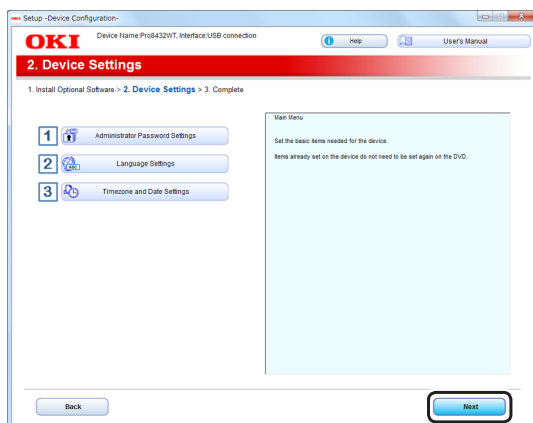 OKI Setup -Device Configuration-
OKI
Device Name:Pro8432WT, Interface:USB connection
Help
User's Manual
2. Device Settings
1. Install Optional Software > 2. Device Settings > 3. Complete
1 Administrator Password Settings
2 Language Settings
3 Timezone and Date Settings
Main Menu
Set the basic items needed for the device.
Items already set on the device do not need to be set again on the DVD.
Back
Next